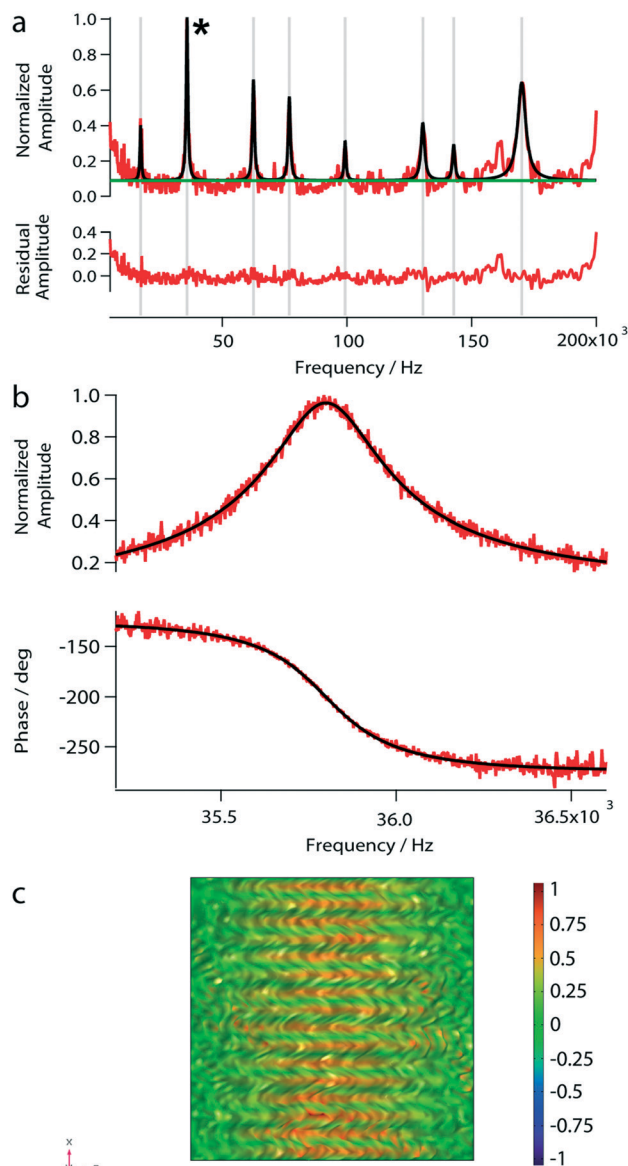 a
Normalized
Amplitude
1.0
0.8
0.6
0.4
0.2
0.0
*
Residual
Amplitude
0.4
0.2
0.0
50
100
150
200x10 3
Frequency / Hz
b
Normalized
Amplitude
1.0
0.8
0.6
0.4
0.2
Phase / deg
-150
-200
-250
35.5
36.0
36.5x10 3
Frequency / Hz
c
1
0.75
0.5
0.25
0
-0.25
-0.5
-0.75
-1
x